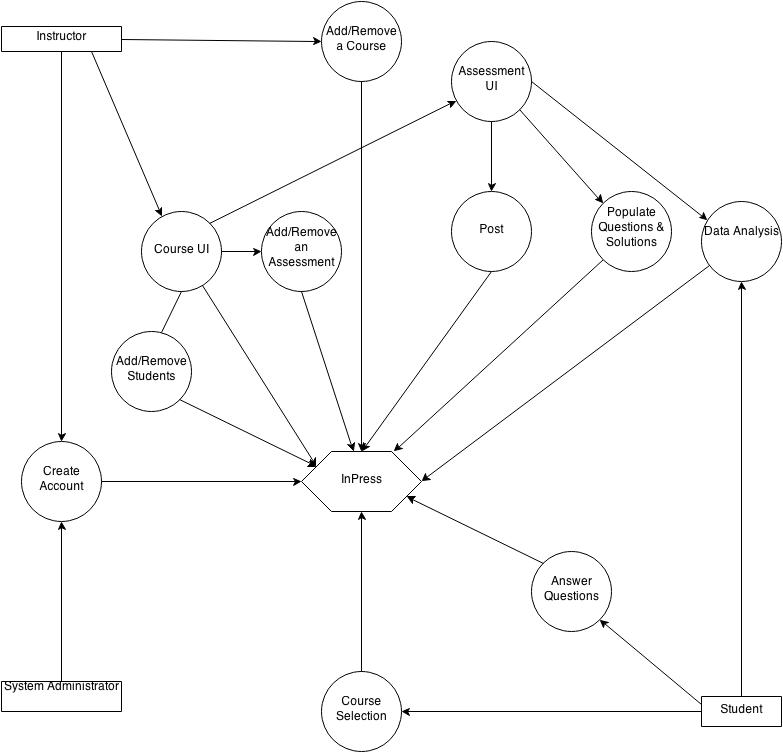 Instructor
Add/Remove
a Course
Assessment
UI
Course UI
Add/Remove
an
Assessment
Post
Populate
Questions &
Solutions
Data Analysis
Add/Remove
Students
Create
Account
InPress
Answer
Questions
System Administrator
Course
Selection
Student